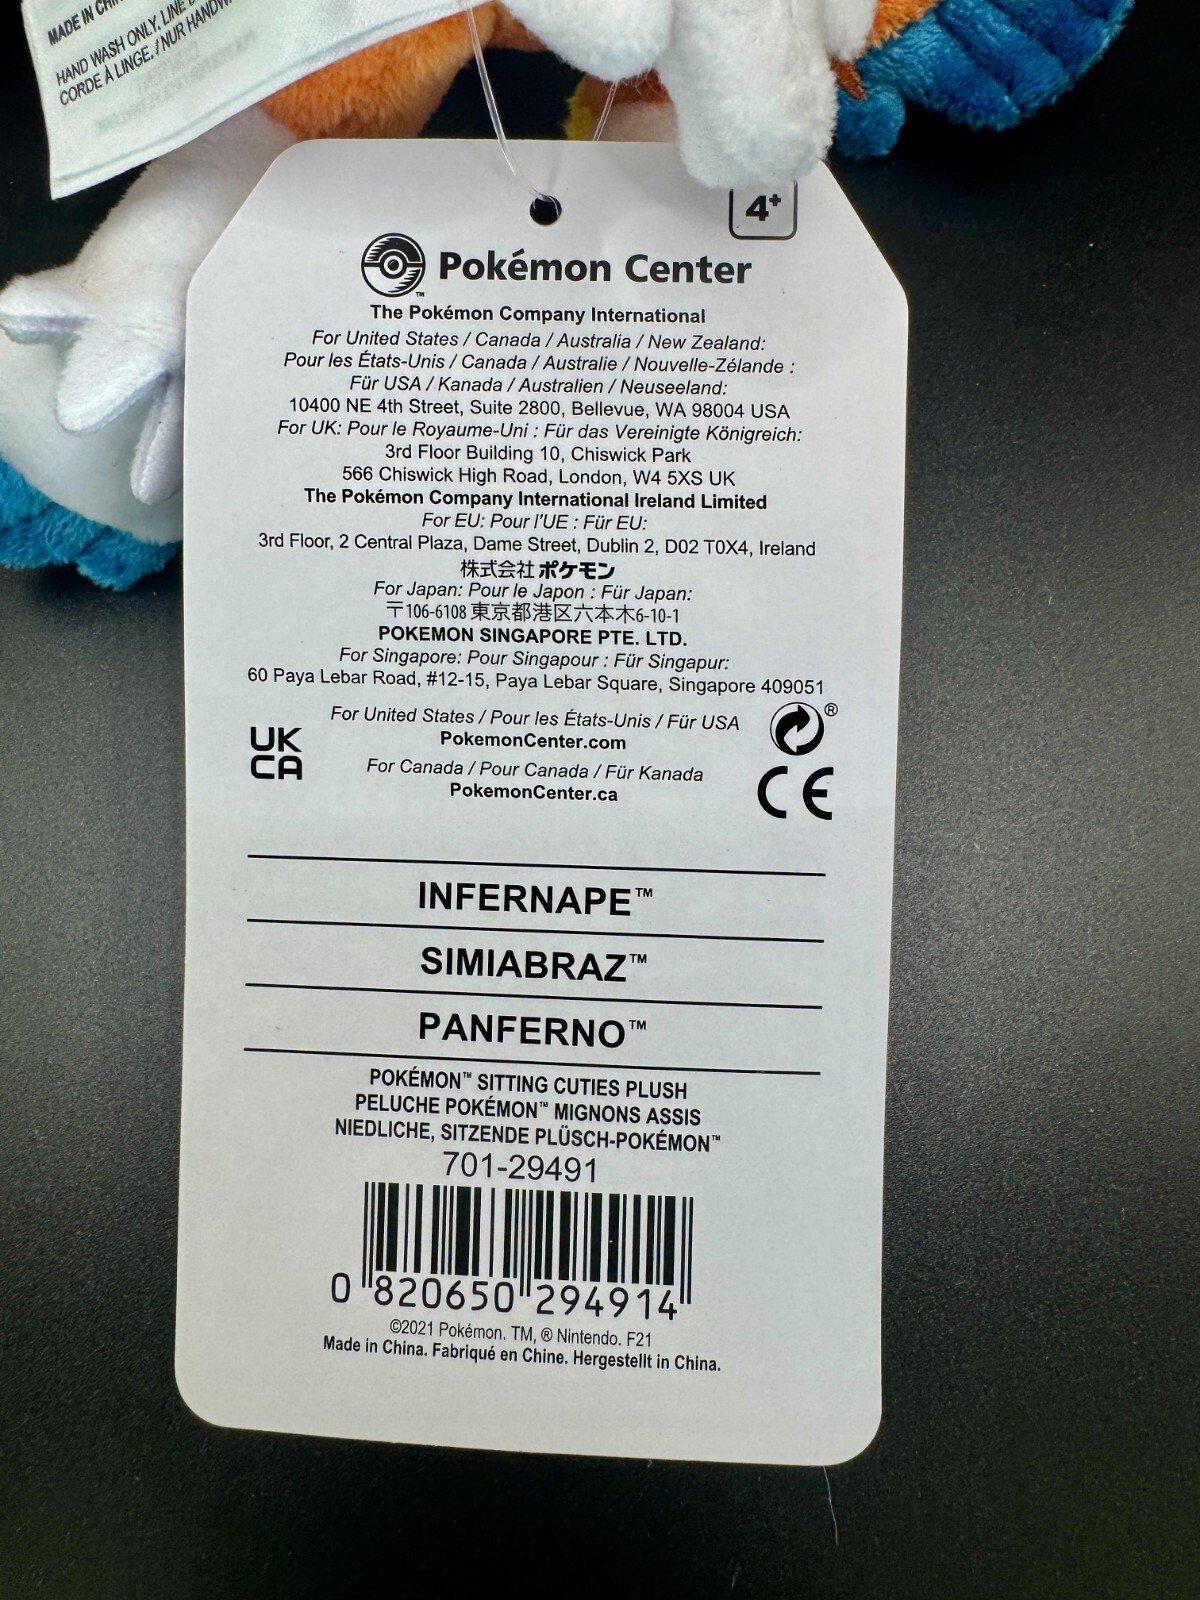 MADE IN
HAND WASH ONLY. LINE
CORDE À LINGE. / NUR
4+
Pokémon Center
TM
The Pokémon Company International
For United States / Canada / Australia / New Zealand:
Pour les États-Unis / Canada / Australie / Nouvelle-Zélande :
Für USA / Kanada / Australien / Neuseeland:
10400 NE 4th Street, Suite 2800, Bellevue, WA 98004 USA
For UK: Pour le Royaume-Uni : Für das Vereinigte Königreich:
3rd Floor Building 10, Chiswick Park
566 Chiswick High Road, London, W4 5XS UK
The Pokémon Company International Ireland Limited
For EU: Pour l'UE : Für EU:
3rd Floor, 2 Central Plaza, Dame Street, Dublin 2, D02 T0X4, Ireland
株式会社 ポケモン
For Japan: Pour le Japon : Für Japan:
〒106-6108 東京都港区六本木6-10-1
POKEMON SINGAPORE PTE. LTD.
For Singapore: Pour Singapour : Für Singapur:
60 Paya Lebar Road, #12-15, Paya Lebar Square, Singapore 409051
For United States / Pour les États-Unis / Für USA
PokemonCenter.com
For Canada / Pour Canada / Für Kanada
PokemonCenter.ca
UK
CA
®
CE
INFERNAPE™
SIMIABRAZ™
PANFERNO™
POKÉMON™ SITTING CUTIES PLUSH
PELUCHE POKÉMON™ MIGNONS ASSIS
NIEDLICHE, SITZENDE PLÜSCH-POKÉMON™
701-29491
0 820650 294914
©2021 Pokémon. TM, ® Nintendo. F21
Made in China. Fabriqué en Chine. Hergestellt in China.